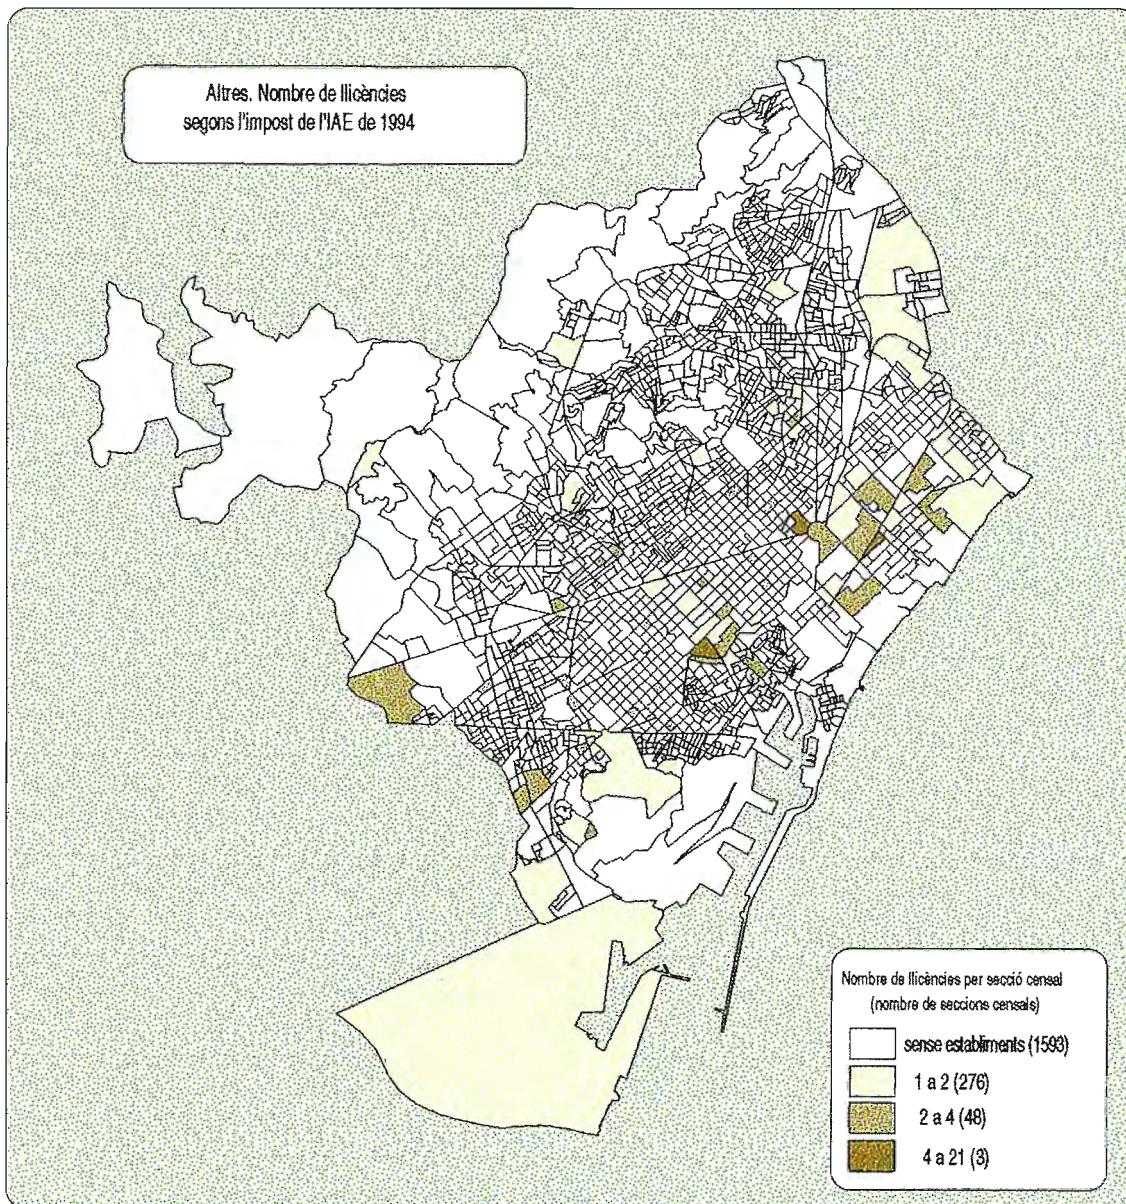 Altres. Nombre de llicències
segons l'impost de l'IAE de 1994
Nombre de llicències per secció censal
(nombre de seccions censals)
sense establiments (1593)
1 a 2 (276)
2 a 4 (48)
4 a 21 (3)